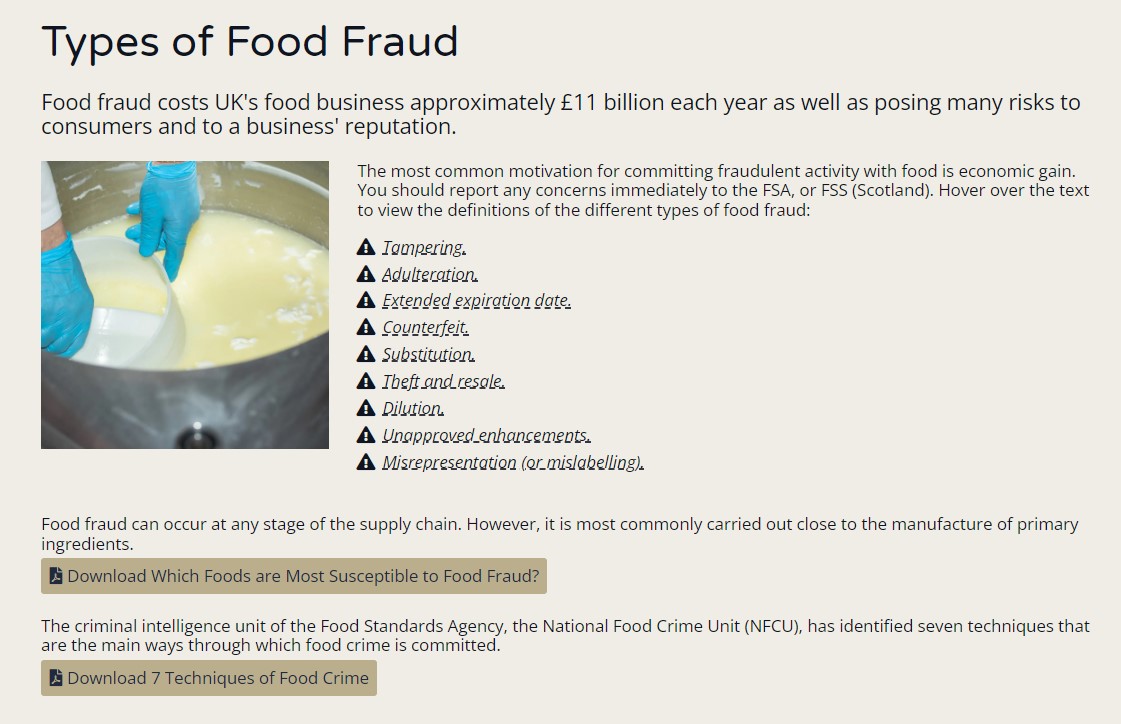 Types of Food Fraud
Food fraud costs UK's food business approximately £11 billion each year as well as posing many risks to
consumers and to a business' reputation.
The most common motivation for committing fraudulent activity with food is economic gain.
You should report any concerns immediately to the FSA, or FSS (Scotland). Hover over the text
to view the definitions of the different types of food fraud:
Tampering.
Adulteration.
Extended expiration date.
Counterfeit.
Substitution.
Theft and resale.
Dilution.
Unapproved enhancements.
Misrepresentation (or mislabelling).
Food fraud can occur at any stage of the supply chain. However, it is most commonly carried out close to the manufacture of primary
ingredients.
Download Which Foods are Most Susceptible to Food Fraud?
The criminal intelligence unit of the Food Standards Agency, the National Food Crime Unit (NFCU), has identified seven techniques that
are the main ways through which food crime is committed.
Download 7 Techniques of Food Crime